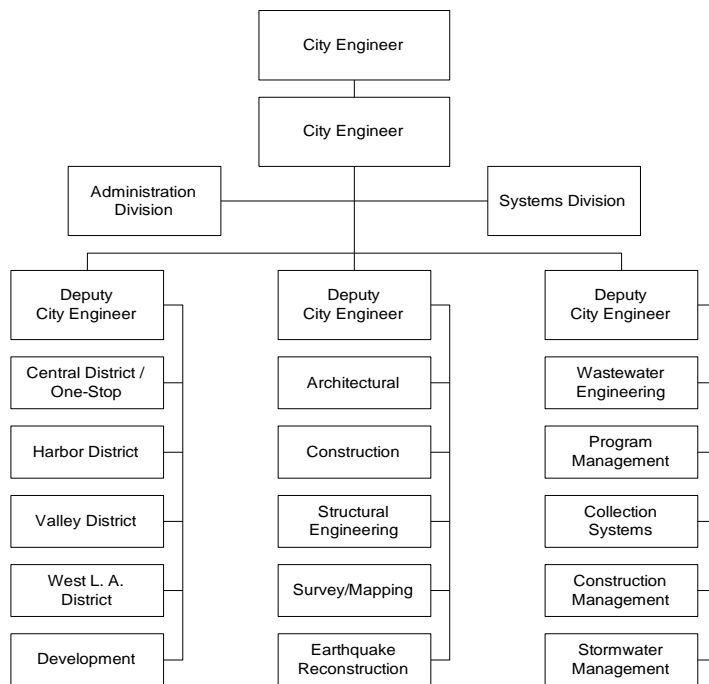 City Engineer
City Engineer
Administration
Division
Systems Division
Deputy
City Engineer
Central District /
One-Stop
Harbor District
Valley District
West L. A.
District
Development
Deputy
City Engineer
Architectural
Construction
Structural
Engineering
Survey/Mapping
Earthquake
Reconstruction
Deputy
City Engineer
Wastewater
Engineering
Program
Management
Collection
Systems
Construction
Management
Stormwater
Management